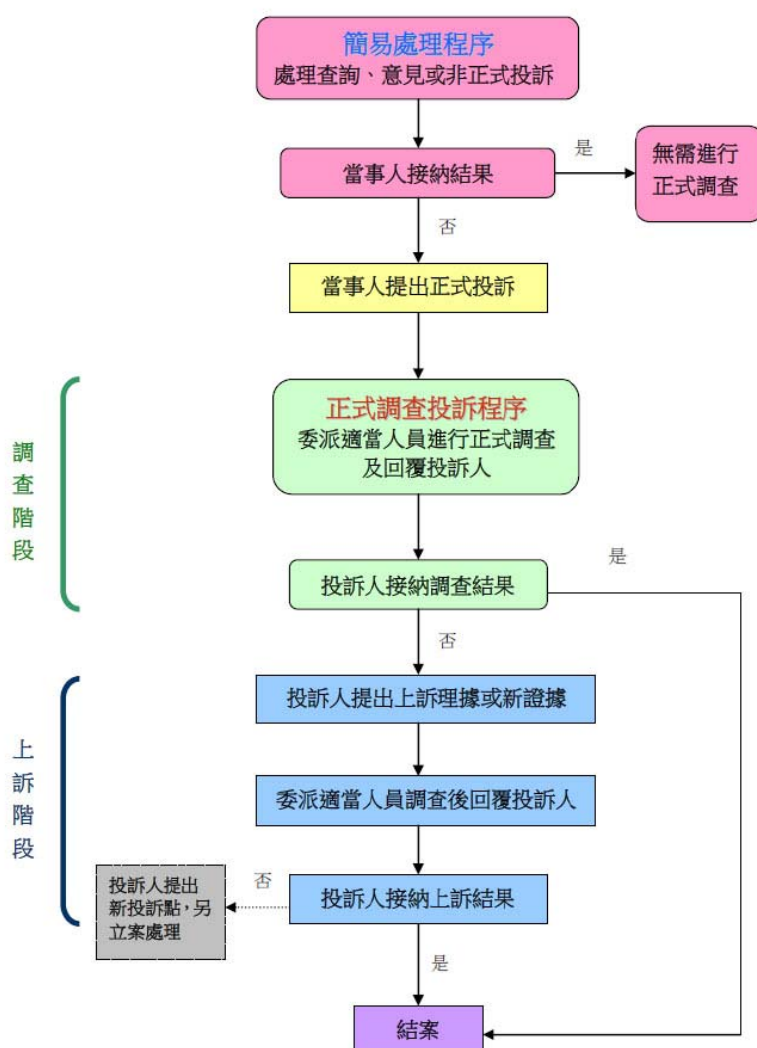 簡易處理程序
處理查詢、意見或非正式投訴
當事人接納結果
是
無需進行
正式調查
否
當事人提出正式投訴
調查階段
正式調查投訴程序
委派適當人員進行正式調查
及回覆投訴人
投訴人接納調查結果
是
否
上訴階段
投訴人提出上訴理據或新證據
委派適當人員調查後回覆投訴人
投訴人接納上訴結果
否
投訴人提出
新投訴點，另
立案處理
是
結案